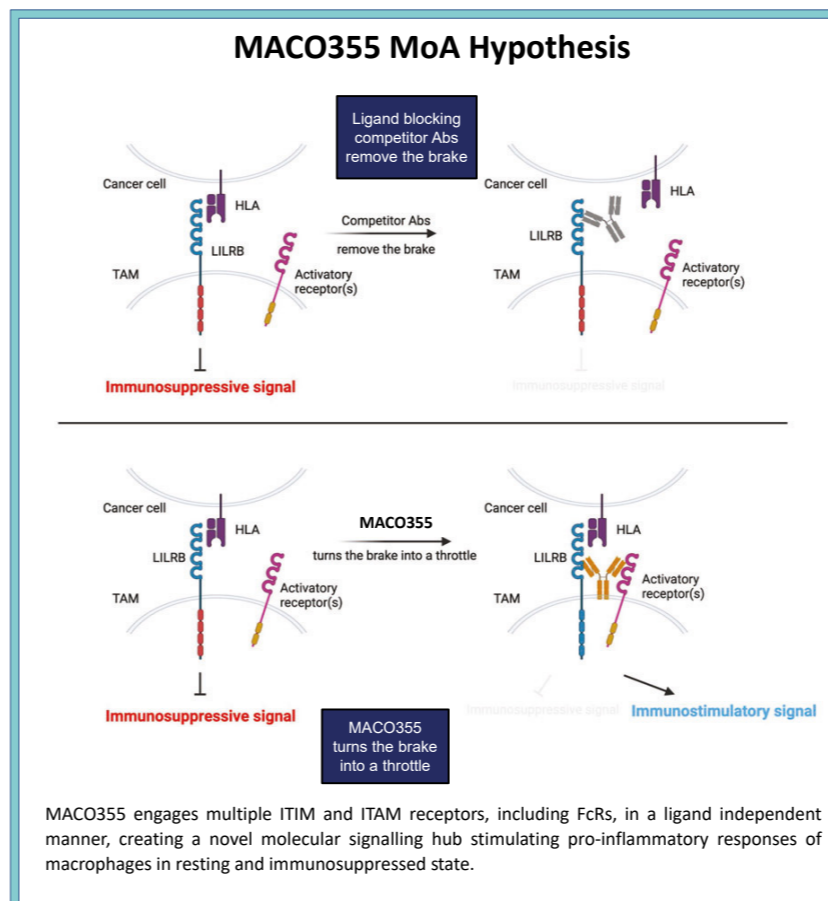 MACO355 MoA Hypothesis
Ligand blocking
competitor Abs
remove the brake
Cancer cell
HLA
LILRB
TAM
Activatory
receptor(s)
Immunosuppressive signal
Competitor Abs
remove the brake
Cancer cell
HLA
LILRB
TAM
Activatory
receptor(s)
Immunosuppressive signal
Cancer cell
HLA
LILRB
TAM
Activatory
receptor(s)
Immunosuppressive signal
MACO355
turns the brake into a throttle
Cancer cell
HLA
LILRB
TAM
Activatory
receptor(s)
Immunosuppressive signal
Immunostimulatory signal
MACO355
turns the brake
into a throttle
MACO355 engages multiple ITIM and ITAM receptors, including FcRs, in a ligand independent
manner, creating a novel molecular signalling hub stimulating pro-inflammatory responses of
macrophages in resting and immunosuppressed state.